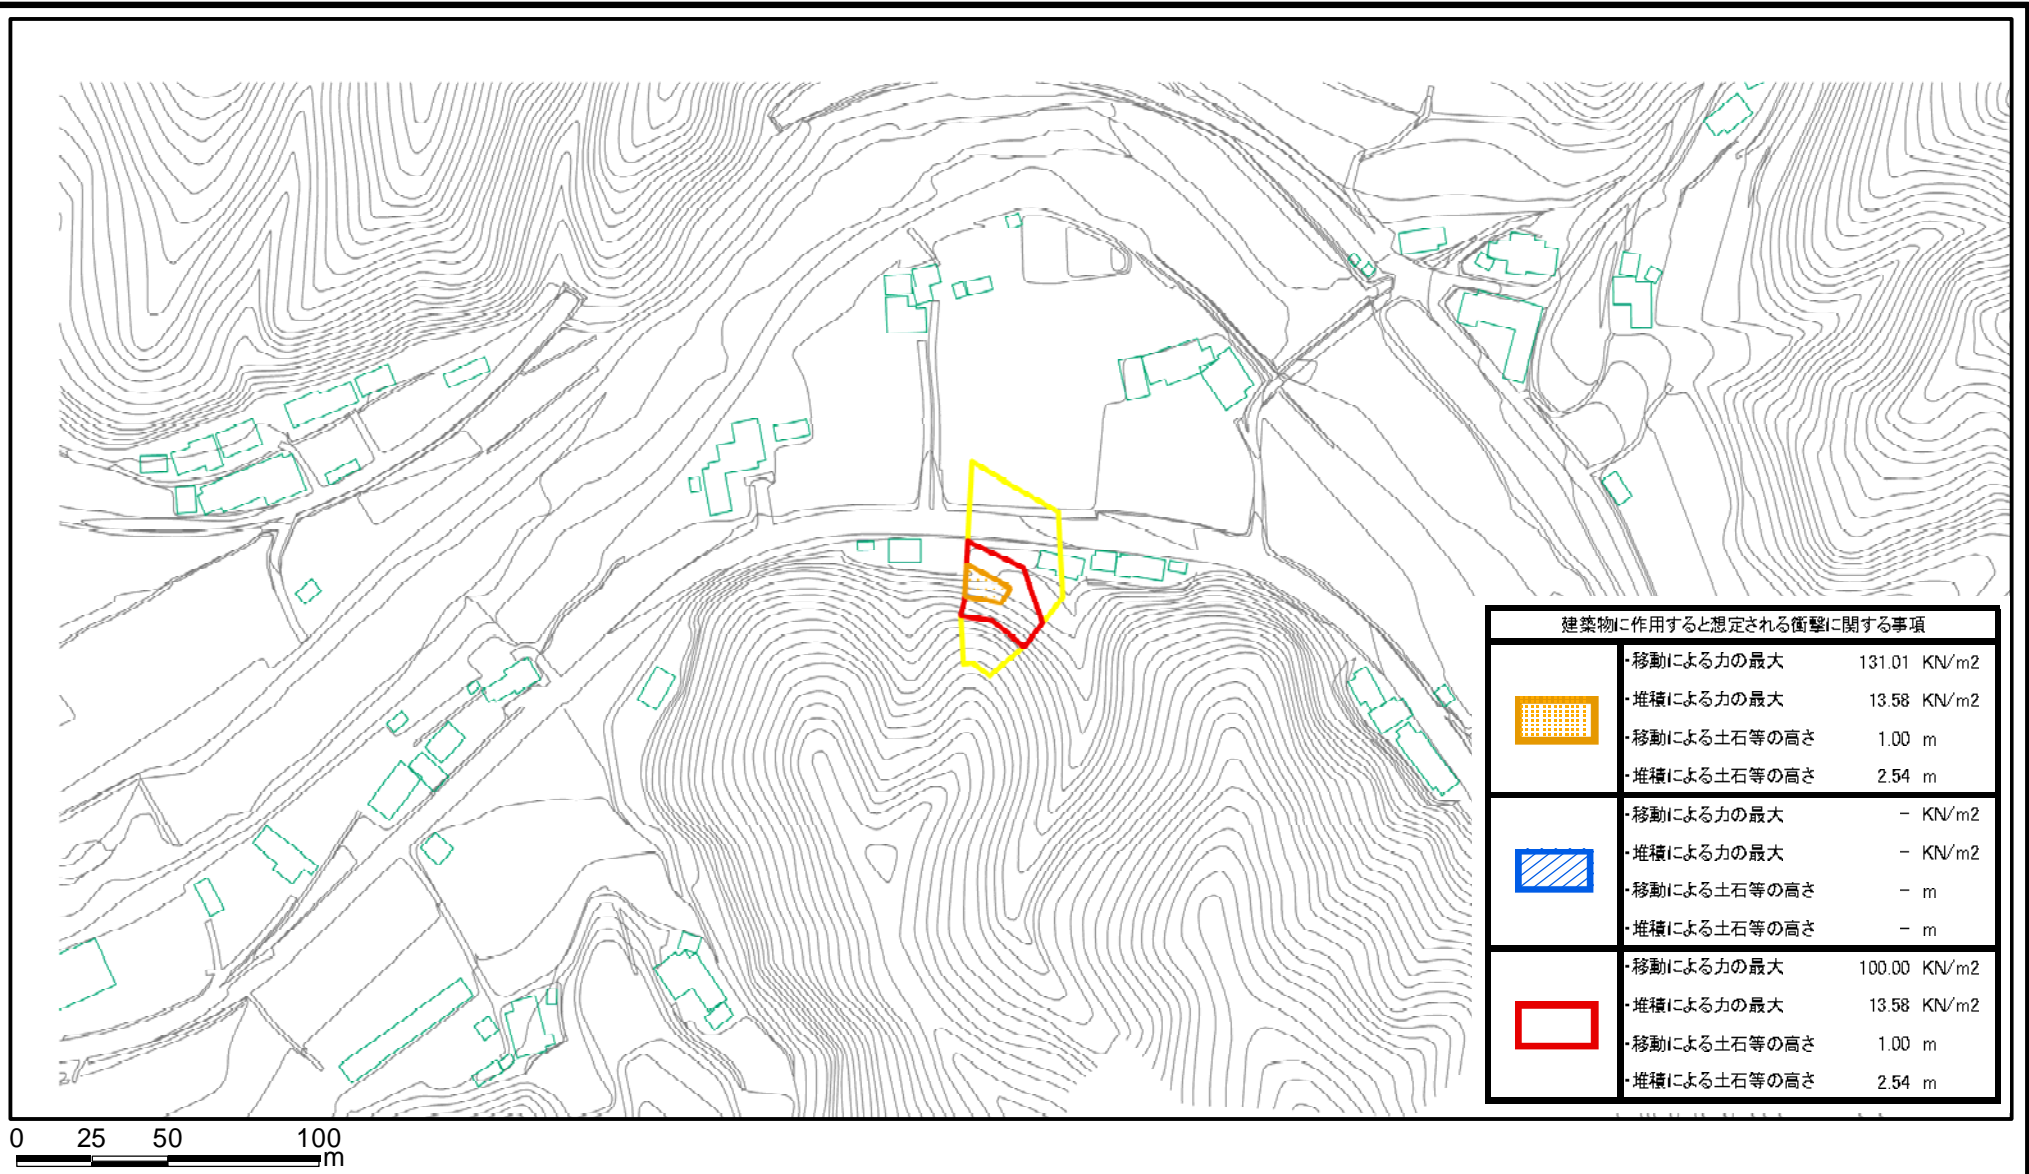 建築物に作用すると想定される衝撃に関する事項
・移動による力の最大 131.01 KN/m2
・堆積による力の最大 13.58 KN/m2
・移動による土石等の高さ 1.00 m
・堆積による土石等の高さ 2.54 m
・移動による力の最大 － KN/m2
・堆積による力の最大 － KN/m2
・移動による土石等の高さ － m
・堆積による土石等の高さ － m
・移動による力の最大 100.00 KN/m2
・堆積による力の最大 13.58 KN/m2
・移動による土石等の高さ 1.00 m
・堆積による土石等の高さ 2.54 m
0 25 50 100
m